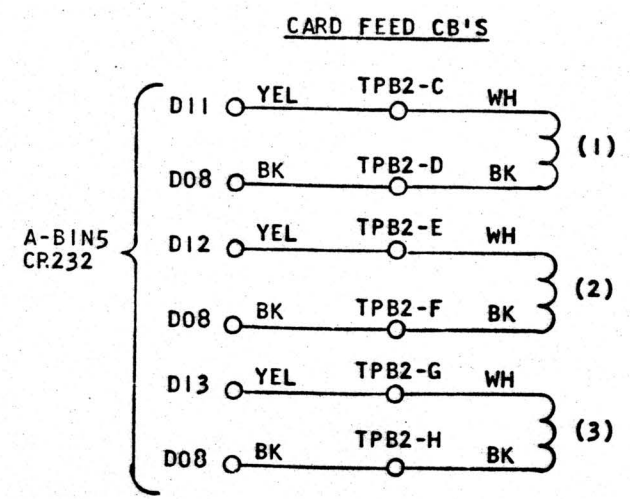 CARD FEED CB'S
D11 YEL TPB2-C WH
(1)
D08 BK TPB2-D BK
A-BIN5
CR232
D12 YEL TPB2-E WH
(2)
D08 BK TPB2-F BK
D13 YEL TPB2-G WH
(3)
D08 BK TPB2-H BK